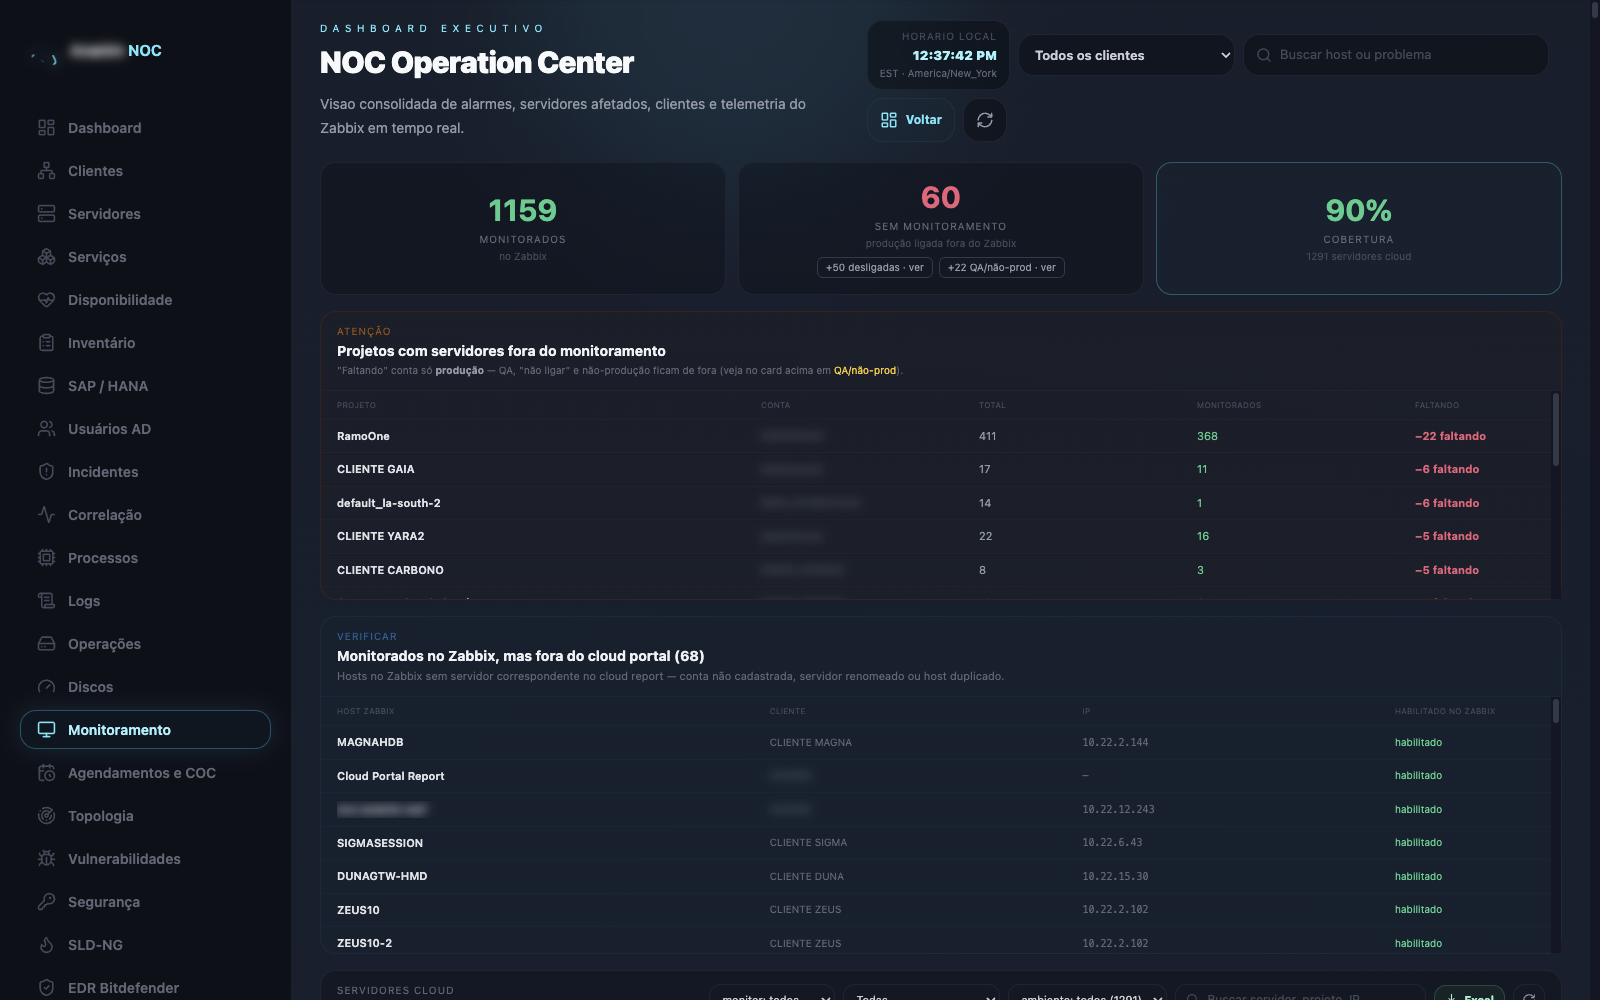 NOC
Dashboard
Clientes
Servidores
Serviços
Disponibilidade
Inventário
SAP / HANA
Usuários AD
Incidentes
Correlação
Processos
Logs
Operações
Discos
Monitoramento
Agendamentos e COC
Topologia
Vulnerabilidades
Segurança
SLD-NG
EDR Bitdefender
DASHBOARD EXECUTIVO
NOC Operation Center
Visao consolidada de alarmes, servidores afetados, clientes e telemetria do
Zabbix em tempo real.
HORARIO LOCAL
12:37:42 PM
EST · America/New_York
Todos os clientes
Buscar host ou problema
Voltar
1159
MONITORADOS
no Zabbix
60
SEM MONITORAMENTO
produção ligada fora do Zabbix
+50 desligadas · ver
+22 QA/não-prod · ver
90%
COBERTURA
1291 servidores cloud
ATENÇÃO
Projetos com servidores fora do monitoramento
"Faltando" conta só produção — QA, "não ligar" e não-produção ficam de fora (veja no card acima em QA/não-prod).
PROJETO CONTA TOTAL MONITORADOS FALTANDO
RamoOne 411 368 −22 faltando
CLIENTE GAIA 17 11 −6 faltando
default_la-south-2 14 1 −6 faltando
CLIENTE YARA2 22 16 −5 faltando
CLIENTE CARBONO 8 3 −5 faltando
VERIFICAR
Monitorados no Zabbix, mas fora do cloud portal (68)
Hosts no Zabbix sem servidor correspondente no cloud report — conta não cadastrada, servidor renomeado ou host duplicado.
HOST ZABBIX CLIENTE IP HABILITADO NO ZABBIX
MAGNAHDB CLIENTE MAGNA 10.22.2.144 habilitado
Cloud Portal Report — habilitado
10.22.12.243 habilitado
SIGMASESSION CLIENTE SIGMA 10.22.6.43 habilitado
DUNAGTW-HMD CLIENTE DUNA 10.22.15.30 habilitado
ZEUS10 CLIENTE ZEUS 10.22.2.102 habilitado
ZEUS10-2 CLIENTE ZEUS 10.22.2.102 habilitado
SERVIDORES CLOUD
monitor: todos
Todas
ambiente: todos (1291)
Buscar servidor, projeto, IP
Excel